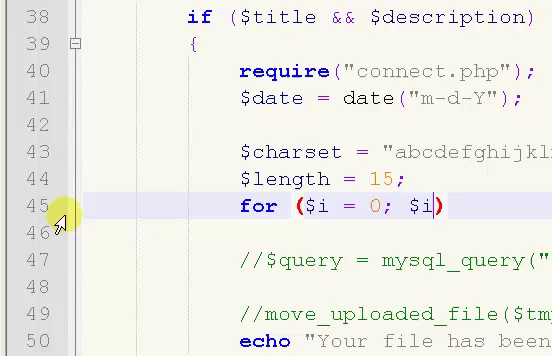 38 if ($title && $description)
39 {
40 require("connect.php");
41 $date = date("m-d-Y");
42
43 $charset = "abcdefghijkl
44 $length = 15;
45 for ($i = 0; $i)
46
47 //$query = mysql_query("
48
49 //move_uploaded_file($tm
50 echo "Your file has been